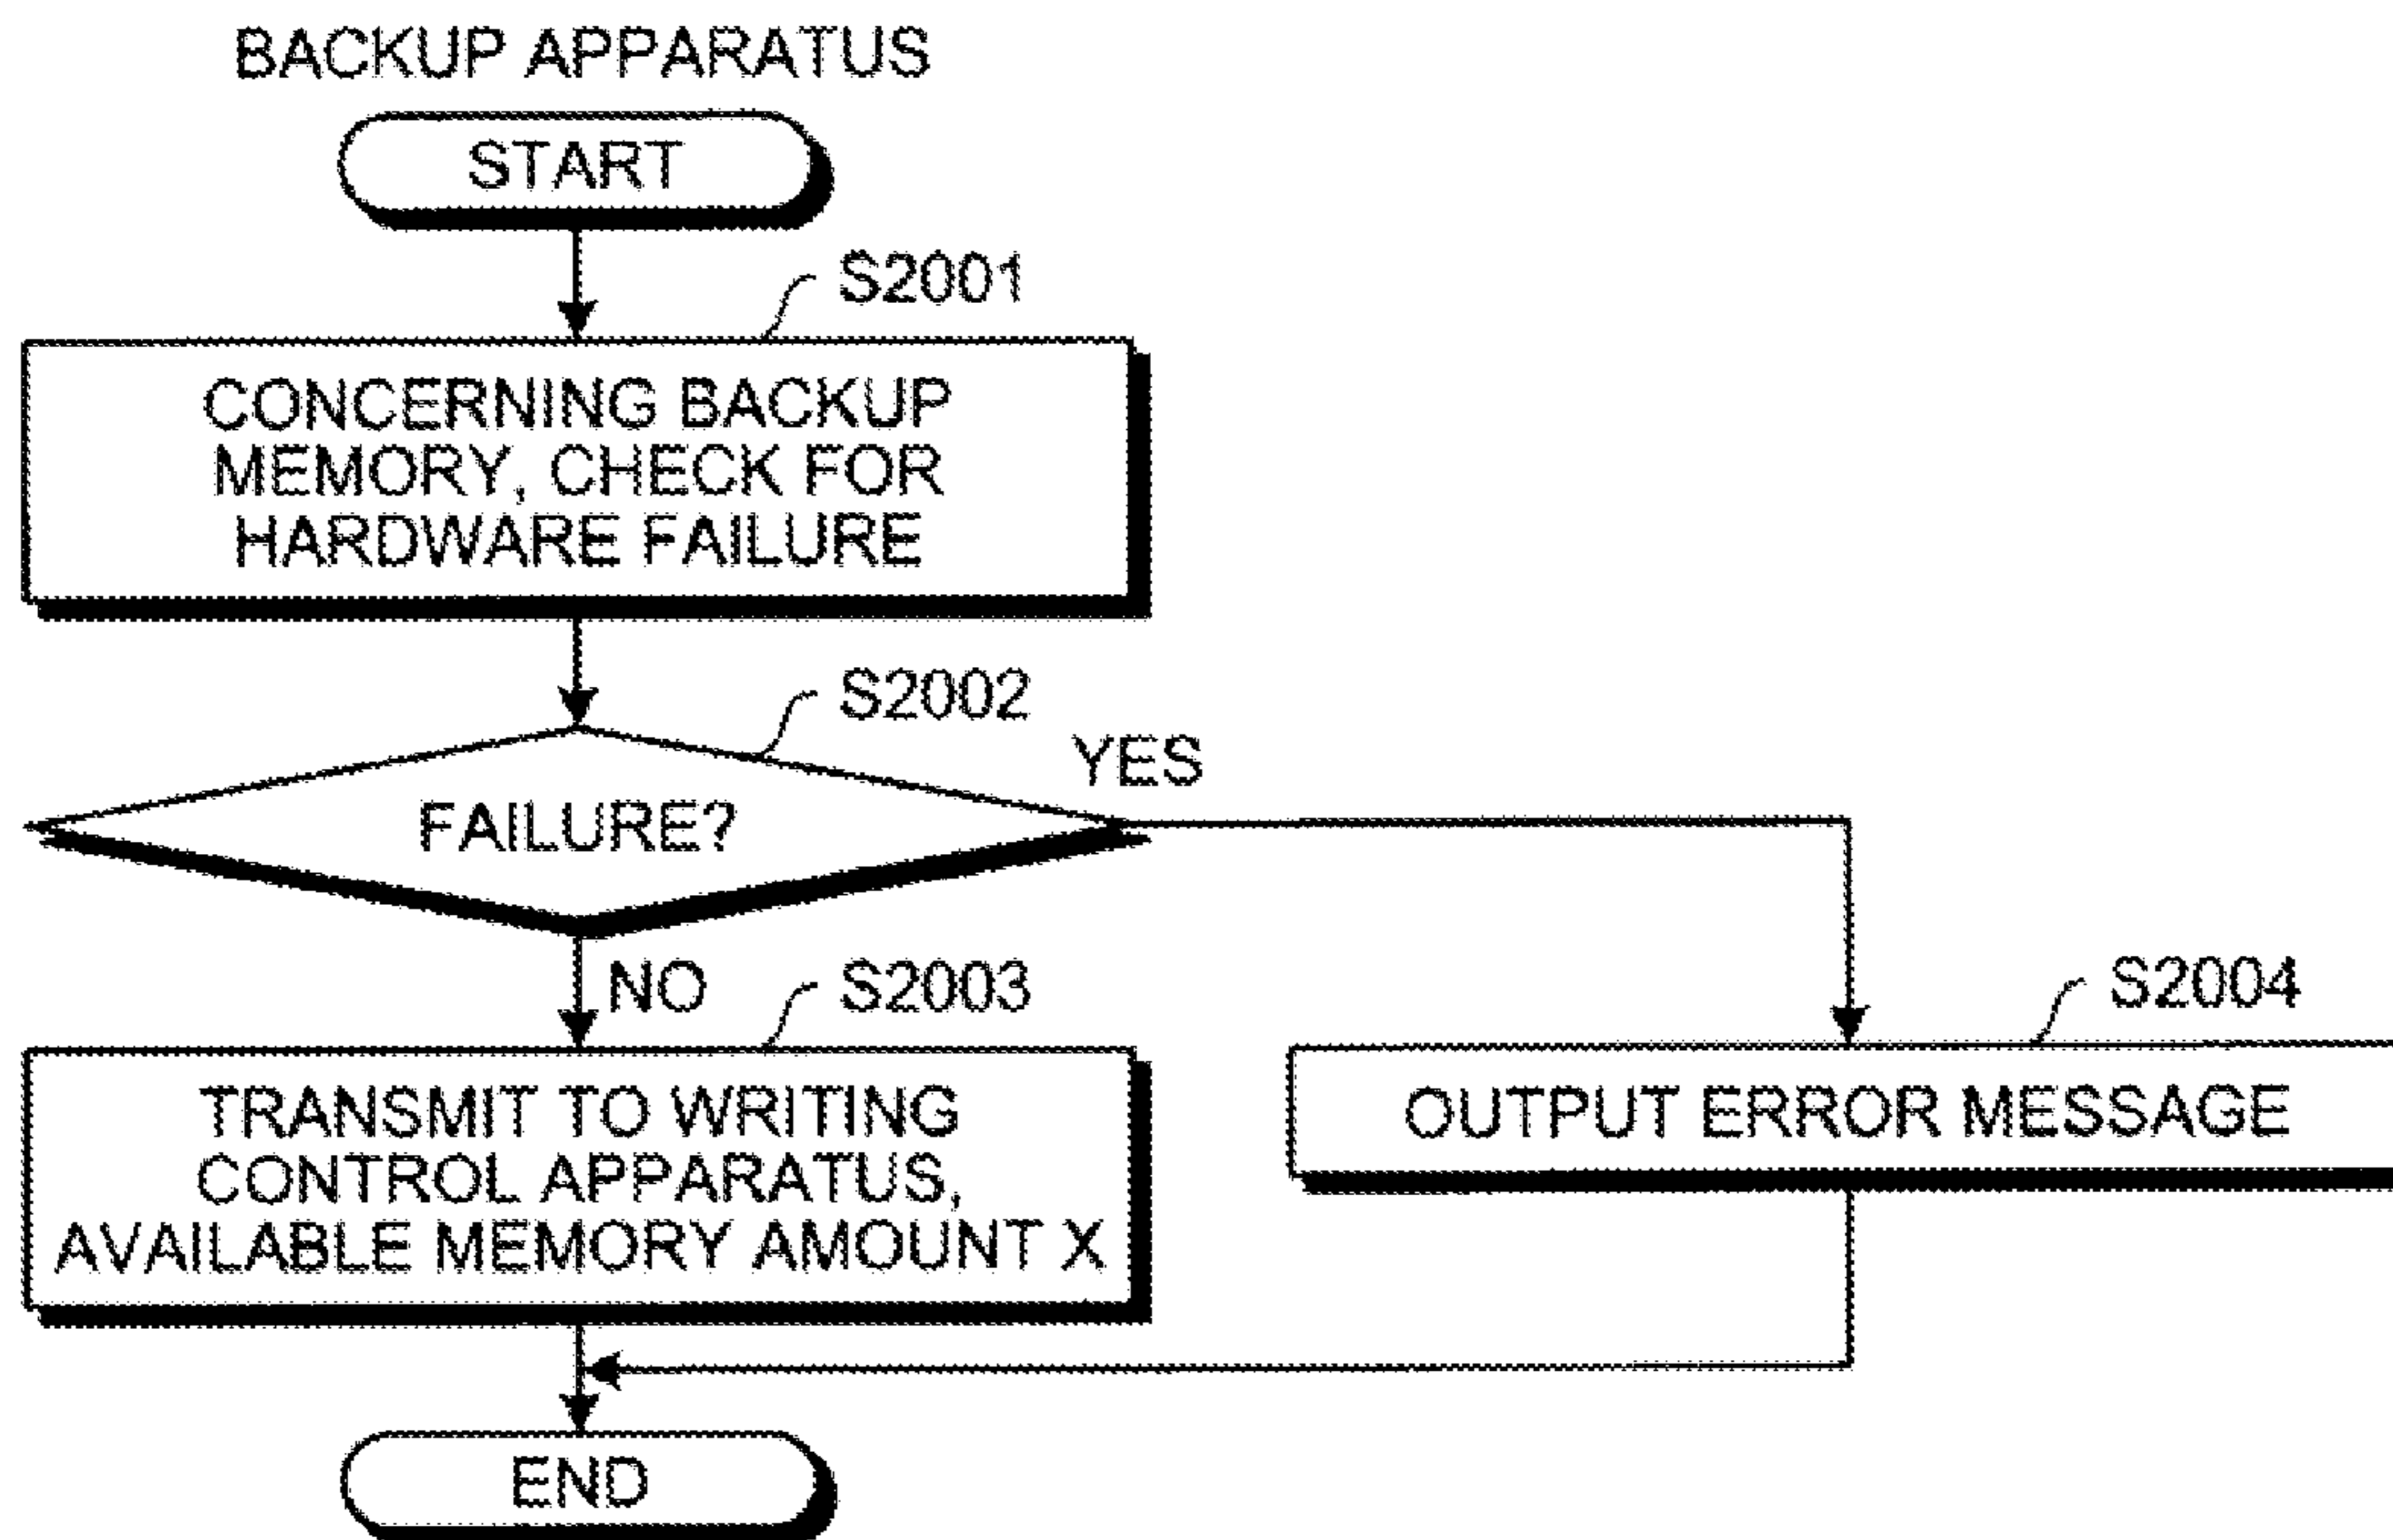 BACKUP APPARATUS
START
S2001
CONCERNING BACKUP
MEMORY, CHECK FOR
HARDWARE FAILURE
S2002
YES
FAILURE?
NO
S2003
S2004
TRANSMIT TO WRITING
CONTROL APPARATUS,
AVAILABLE MEMORY AMOUNT X
OUTPUT ERROR MESSAGE
END